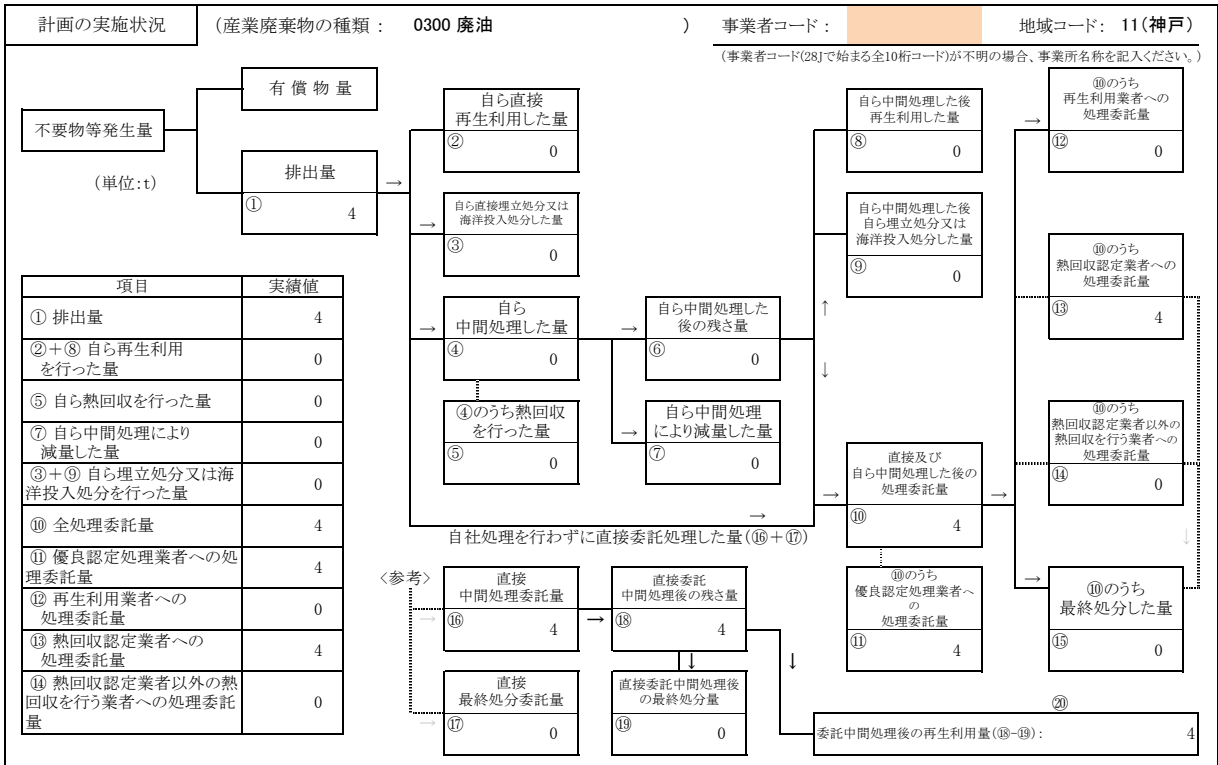 計画の実施状況
(産業廃棄物の種類 : 0300 廃油 )
事業者コード :
地域コード: 11(神戸)
(事業者コード(28Jで始まる全10桁コード)が不明の場合、事業所名称を記入ください。)
不要物等発生量
有 償 物 量
(単位:t)
排出量
① 4
→
自ら直接
再生利用した量
② 0
→
自ら直接埋立処分又は
海洋投入処分した量
③ 0
→
自ら
中間処理した量
④ 0
④のうち熱回収
を行った量
⑤ 0
→
自ら中間処理した
後の残さ量
⑥ 0
→
自ら中間処理
により減量した量
⑦ 0
自ら中間処理した後
再生利用した量
⑧ 0
自ら中間処理した後
自ら埋立処分又は
海洋投入処分した量
⑨ 0
↑
↓
→
直接及び
自ら中間処理した後の
処理委託量
⑩ 4
→
⑩のうち
優良認定処理業者へ
の
処理委託量
⑪ 4
→
⑩のうち
再生利用業者への
処理委託量
⑫ 0
⑩のうち
熱回収認定業者への
処理委託量
⑬ 4
⑩のうち
熱回収認定業者以外の
熱回収を行う業者への
処理委託量
⑭ 0
↓
→
⑩のうち
最終処分した量
⑮ 0
→
自社処理を行わずに直接委託処理した量(⑯+⑰)
〈参考〉
→
直接
中間処理委託量
⑯ 4
→
直接委託
中間処理後の残さ量
⑱ 4
→
直接
最終処分委託量
⑰ 0
↓
直接委託中間処理後
の最終処分量
⑲ 0
↓
⑳
委託中間処理後の再生利用量(⑱-⑲) : 4
項目 実績値
① 排出量 4
②+⑧ 自ら再生利用
を行った量 0
⑤ 自ら熱回収を行った量 0
⑦ 自ら中間処理により
減量した量 0
③+⑨ 自ら埋立処分又は海
洋投入処分を行った量 0
⑩ 全処理委託量 4
⑪ 優良認定処理業者への処
理委託量 4
⑫ 再生利用業者への
処理委託量 0
⑬ 熱回収認定業者への
処理委託量 4
⑭ 熱回収認定業者以外の熱
回収を行う業者への処理委託
量 0